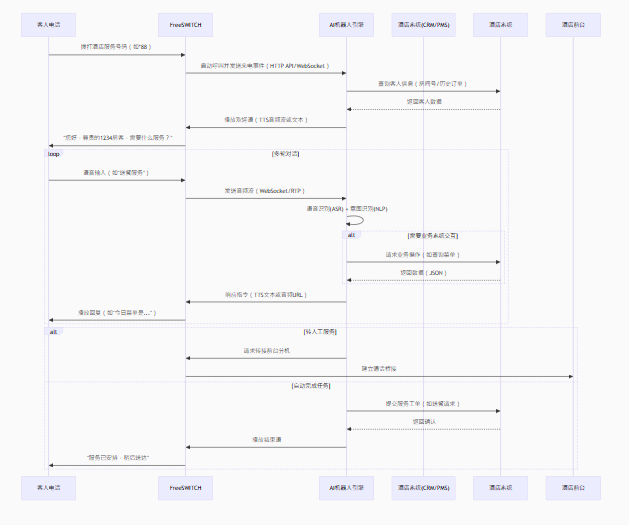 客人电话
FreeSWITCH
AI机器人引擎
酒店系统(CRM/PMS)
酒店系统
酒店前台
拨打酒店服务号码（如*88）
启动呼叫并发送来电事件（HTTP API/WebSocket）
查询客人信息（房间号/历史订单）
返回客人数据
播放欢迎语（TTS音频流或文本）
"您好，尊贵的1234房客，需要什么服务？"
loop
[多轮对话]
语音输入（如"送餐服务"）
发送音频流（WebSocket/RTP）
语音识别(ASR) + 意图识别(NLP)
alt
[需要业务系统交互]
请求业务操作（如查询菜单）
返回数据（JSON）
响应指令（TTS文本或音频URL）
播放回复（如"今日菜单是..."）
alt
[转人工服务]
请求转接前台分机
建立通话桥接
[自动完成任务]
提交服务工单（如送餐请求）
返回确认
播放结束语
"服务已安排，稍后送达"
客人电话
FreeSWITCH
AI机器人引擎
酒店系统(CRM/PMS)
酒店系统
酒店前台